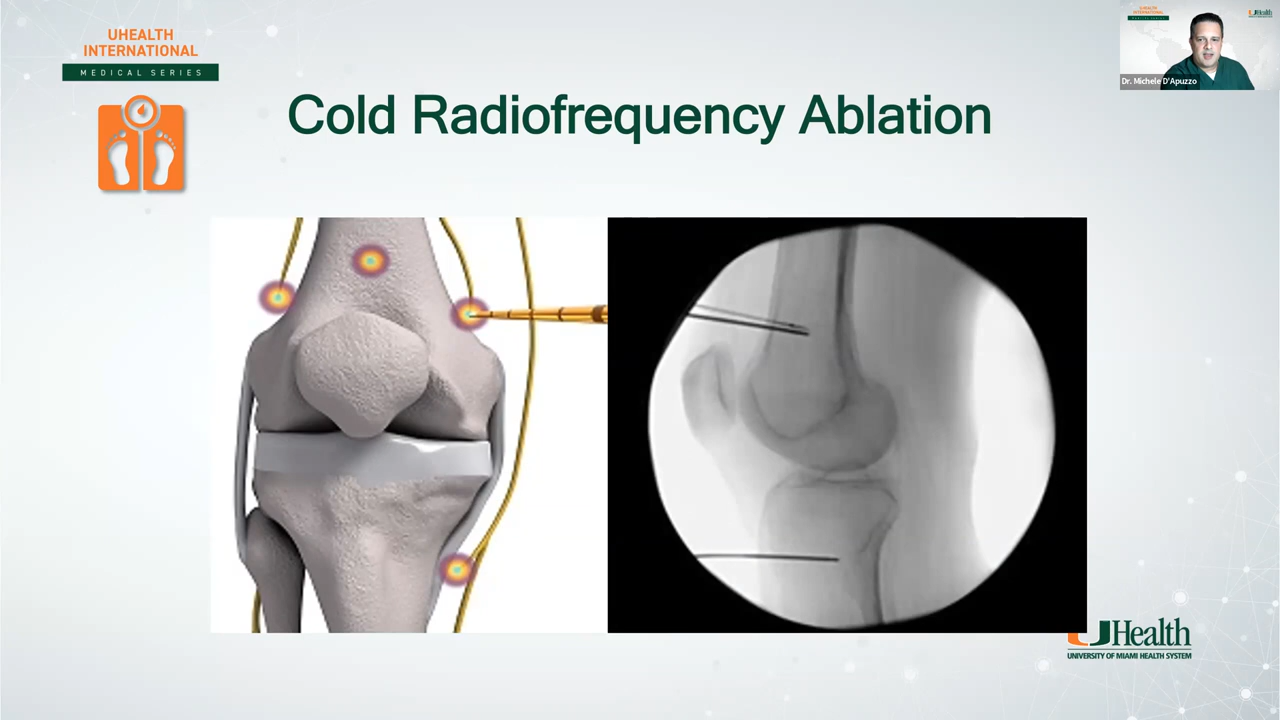 UHEALTH
INTERNATIONAL
MEDICAL SERIES
Cold Radiofrequency Ablation
Dr. Michele D'Apuzzo
UHealth
UNIVERSITY OF MIAMI HEALTH SYSTEM